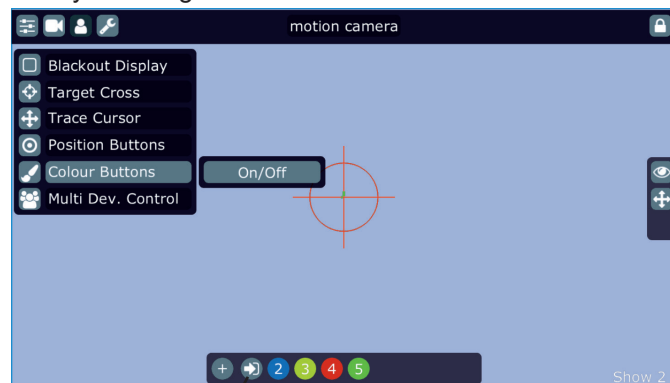 motion camera
Blackout Display
Target Cross
Trace Cursor
Position Buttons
Colour Buttons
On/Off
Multi Dev. Control
+ 2 3 4 5
Show 2